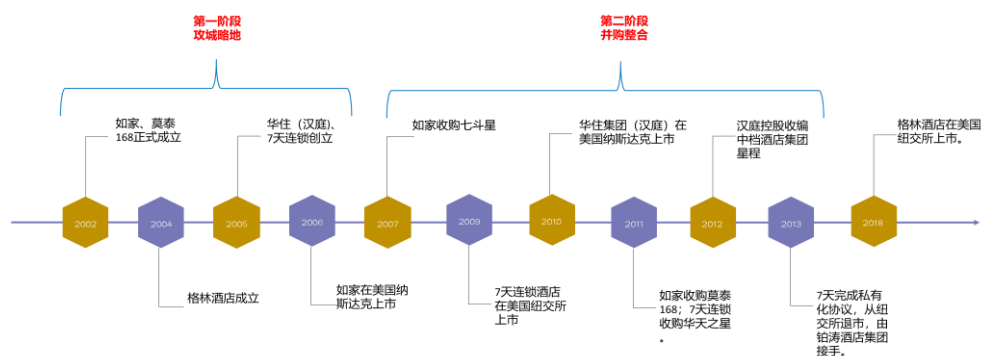 第一阶段
攻城略地
第二阶段
并购整合
如家、莫泰
168正式成立
华住（汉庭)、
7天连锁创立
如家收购七斗星
华住集团（汉庭）在
美国纳斯达克上市
汉庭控股收编
中档酒店集团
星程
格林酒店在美国
纽交所上市。
2002
2004
2005
2006
2007
2009
2010
2011
2012
2013
2018
格林酒店成立
如家在美国纳
斯达克上市
7天连锁酒店
在美国纽交所
上市
如家收购莫泰
168；7天连锁
收购华天之星
。
7天完成私有
化协议，从纽
交所退市，由
铂涛酒店集团
接手。